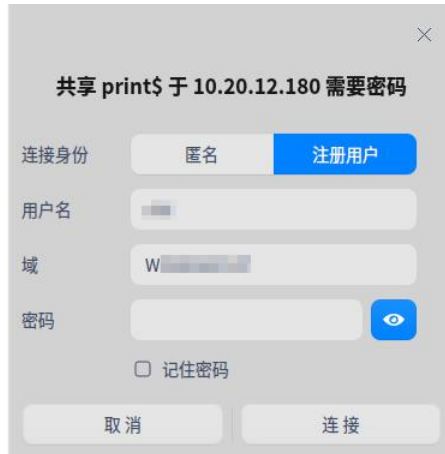 共享 print$ 于 10.20.12.180 需要密码
连接身份 匿名 注册用户
用户名
域 W
密码
记住密码
取消 连接